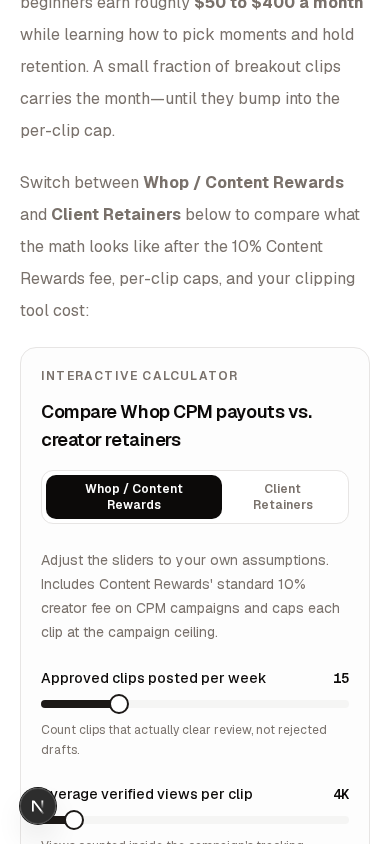 beginners earn roughly $50 to $400 a month
while learning how to pick moments and hold
retention. A small fraction of breakout clips
carries the month—until they bump into the
per-clip cap.
Switch between Whop / Content Rewards
and Client Retainers below to compare what
the math looks like after the 10% Content
Rewards fee, per-clip caps, and your clipping
tool cost:
INTERACTIVE CALCULATOR
Compare Whop CPM payouts vs.
creator retainers
Whop / Content
Rewards
Client
Retainers
Adjust the sliders to your own assumptions.
Includes Content Rewards' standard 10%
creator fee on CPM campaigns and caps each
clip at the campaign ceiling.
Approved clips posted per week 15
Count clips that actually clear review, not rejected
drafts.
verage verified views per clip 4K
N
Views counted inside the campaign's tracking